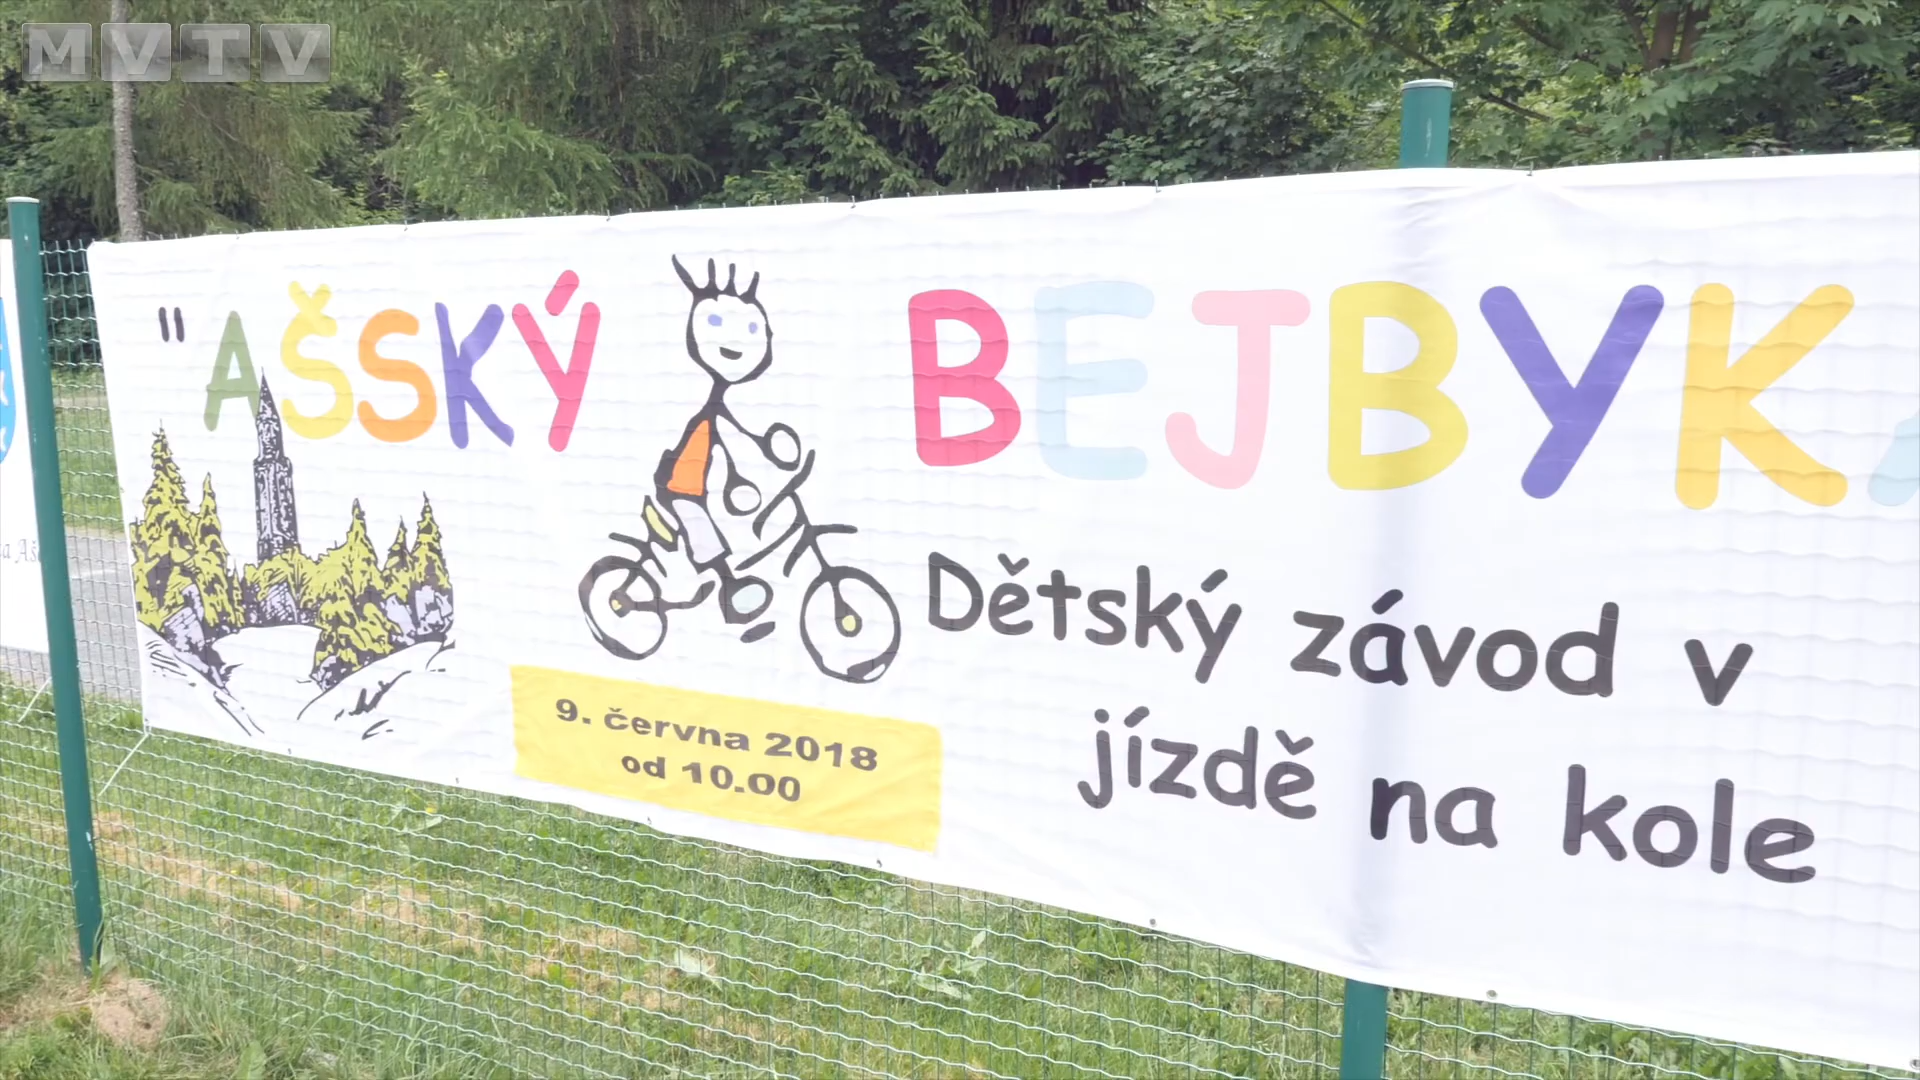 MVTV
"AŠSKÝ BEJBYK
Dětský závod v
jízdě na kole
9. června 2018
od 10.00